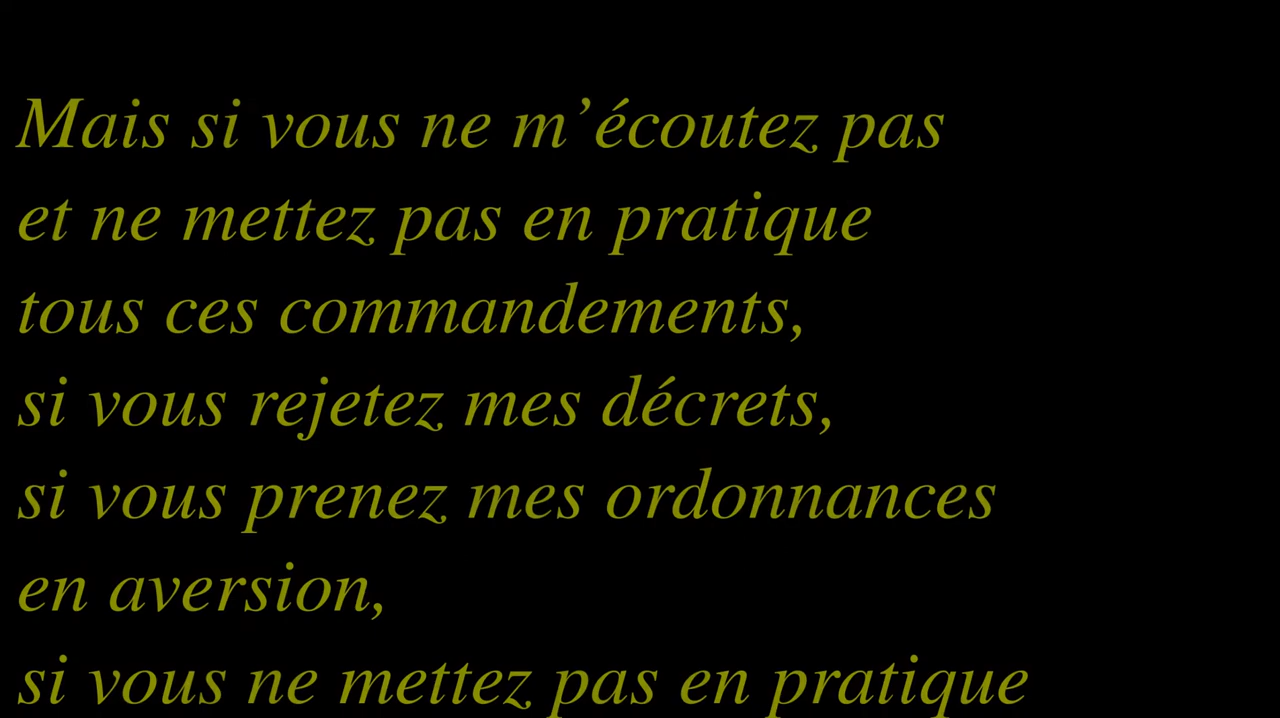 Mais si vous ne m’écoutez pas
et ne mettez pas en pratique
tous ces commandements,
si vous rejetez mes décrets,
si vous prenez mes ordonnances
en aversion,
si vous ne mettez pas en pratique